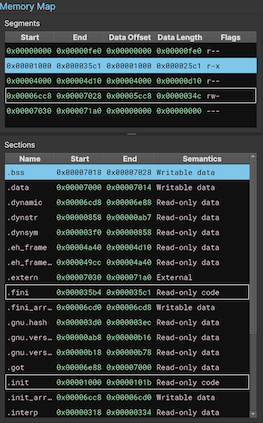 Memory Map
Segments
Start End Data Offset Data Length Flags
0x00000000 0x00000fe0 0x00000000 0x00000fe0 r--
0x00001000 0x000035c1 0x00001000 0x000025c1 r-x
0x00004000 0x00004d10 0x00004000 0x00000d10 r--
0x00006cc8 0x00007028 0x00005cc8 0x0000034c rw-
0x00007030 0x000071a0 0x00000000 0x00000000 ---
Sections
Name Start End Semantics
.bss 0x00007018 0x00007028 Writable data
.data 0x00007000 0x00007014 Writable data
.dynamic 0x00006cd8 0x00006e88 Read-only data
.dynstr 0x00000858 0x00000ab7 Read-only data
.dynsym 0x000003f0 0x00000858 Read-only data
.eh_frame 0x00004a40 0x00004d10 Read-only data
.eh_frame… 0x000049cc 0x00004a40 Read-only data
.extern 0x00007030 0x000071a0 External
.fini 0x000035b4 0x000035c1 Read-only code
.fini_arr… 0x00006cd0 0x00006cd8 Writable data
.gnu.hash 0x000003d0 0x000003ec Read-only data
.gnu.vers… 0x00000ab8 0x00000b16 Read-only data
.gnu.vers… 0x00000b18 0x00000b78 Read-only data
.got 0x00006e88 0x00007000 Read-only data
.init 0x00001000 0x0000101b Read-only code
.init_arr… 0x00006cc8 0x00006cd0 Writable data
.interp 0x00000318 0x00000334 Read-only data